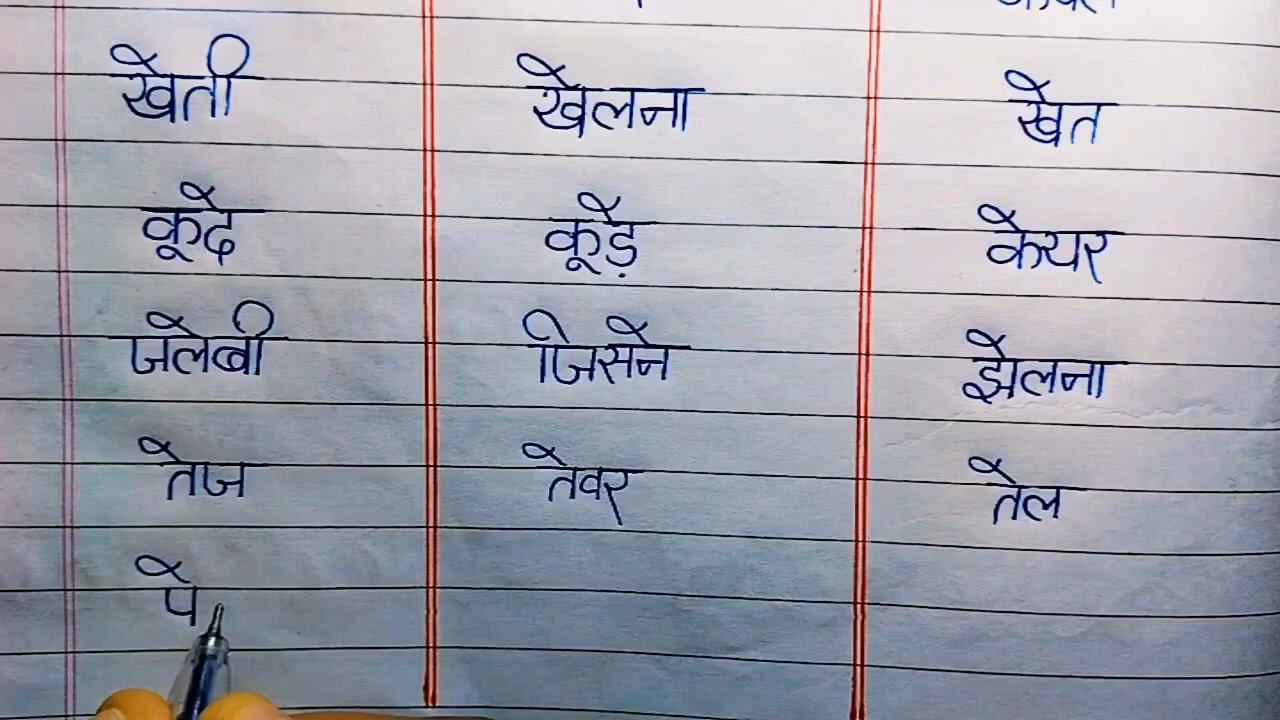 खेती खेलना खेत
कूदे कूड़े केयर
जलेबी जिसने झेलना
तेज तेवर तेल
पे